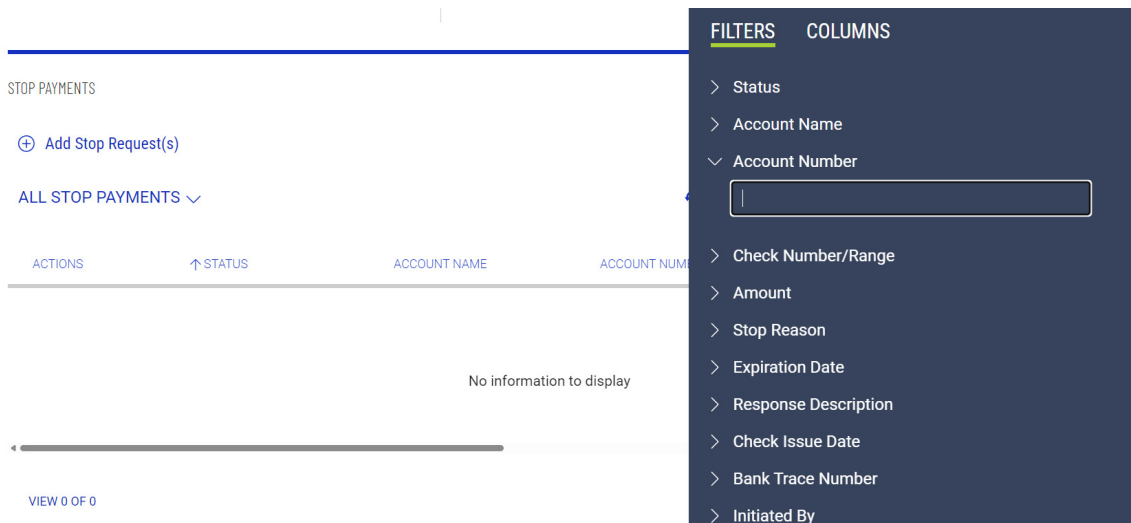 FILTERS COLUMNS
STOP PAYMENTS
Add Stop Request(s)
ALL STOP PAYMENTS
ACTIONS STATUS ACCOUNT NAME ACCOUNT NUM
No information to display
VIEW 0 OF 0
Status
Account Name
Account Number
Check Number/Range
Amount
Stop Reason
Expiration Date
Response Description
Check Issue Date
Bank Trace Number
Initiated By